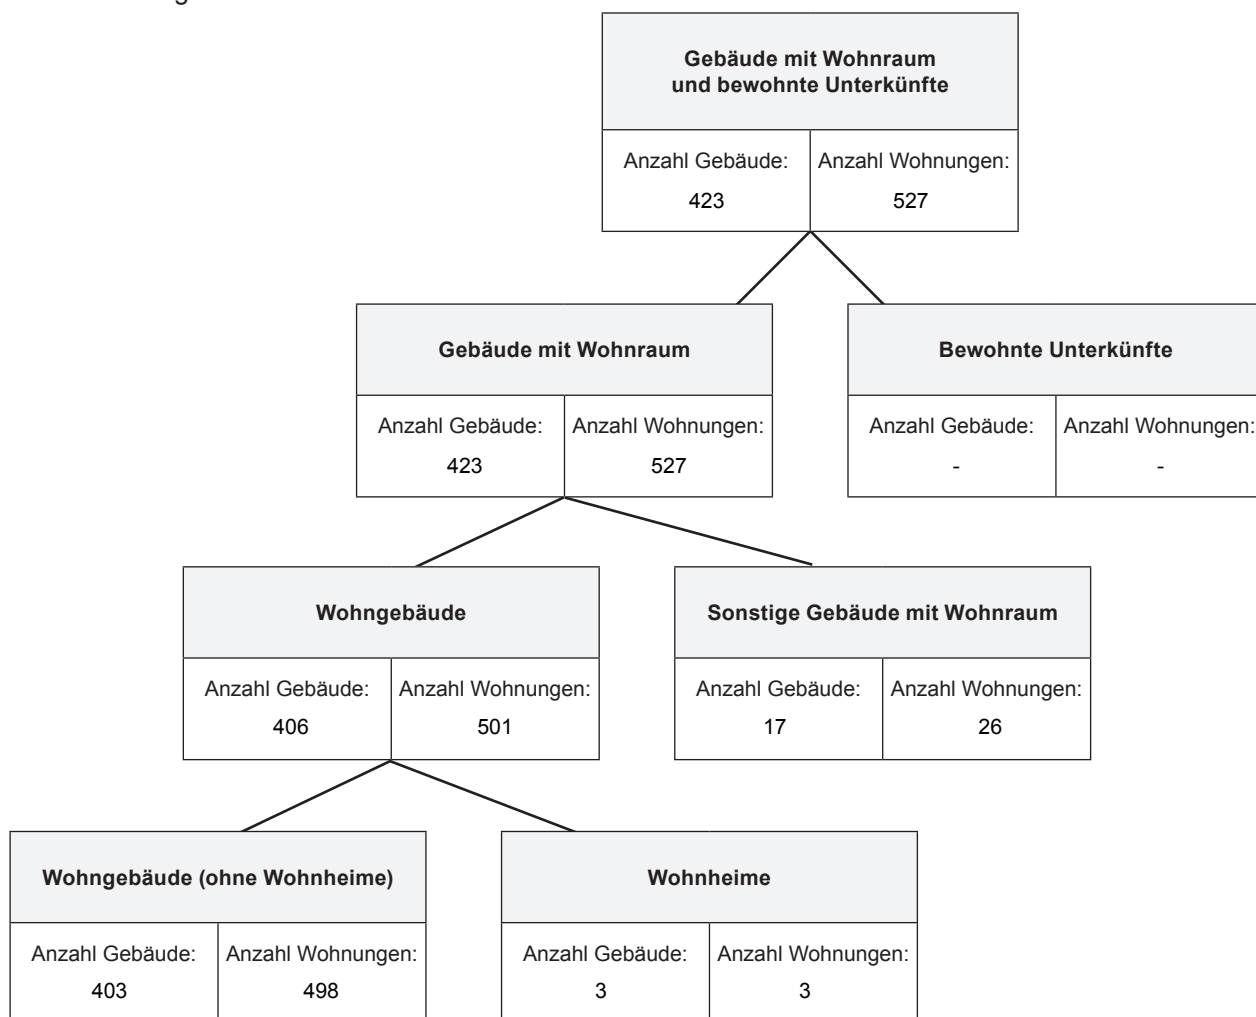 Gebäude mit Wohnraum
und bewohnte Unterkünfte
Anzahl Gebäude: Anzahl Wohnungen:
423 527
Gebäude mit Wohnraum Bewohnte Unterkünfte
Anzahl Gebäude: Anzahl Wohnungen: Anzahl Gebäude: Anzahl Wohnungen:
423 527 - -
Wohngebäude Sonstige Gebäude mit Wohnraum
Anzahl Gebäude: Anzahl Wohnungen: Anzahl Gebäude: Anzahl Wohnungen:
406 501 17 26
Wohngebäude (ohne Wohnheime) Wohnheime
Anzahl Gebäude: Anzahl Wohnungen: Anzahl Gebäude: Anzahl Wohnungen:
403 498 3 3